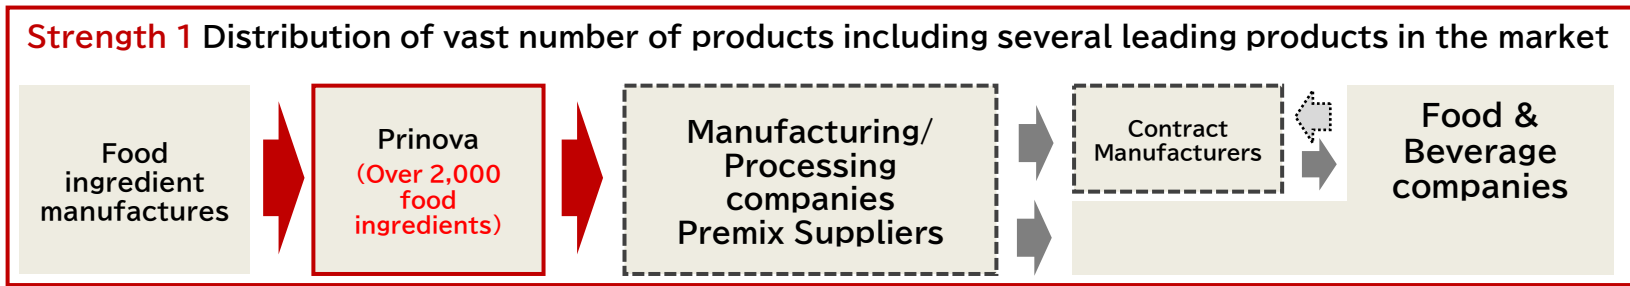 Strength 1 Distribution of vast number of products including several leading products in the market
Food
ingredient
manufactures
Prinova
(Over 2,000
food
ingredients)
Manufacturing/
Processing
companies
Premix Suppliers
Contract
Manufacturers
Food &
Beverage
companies